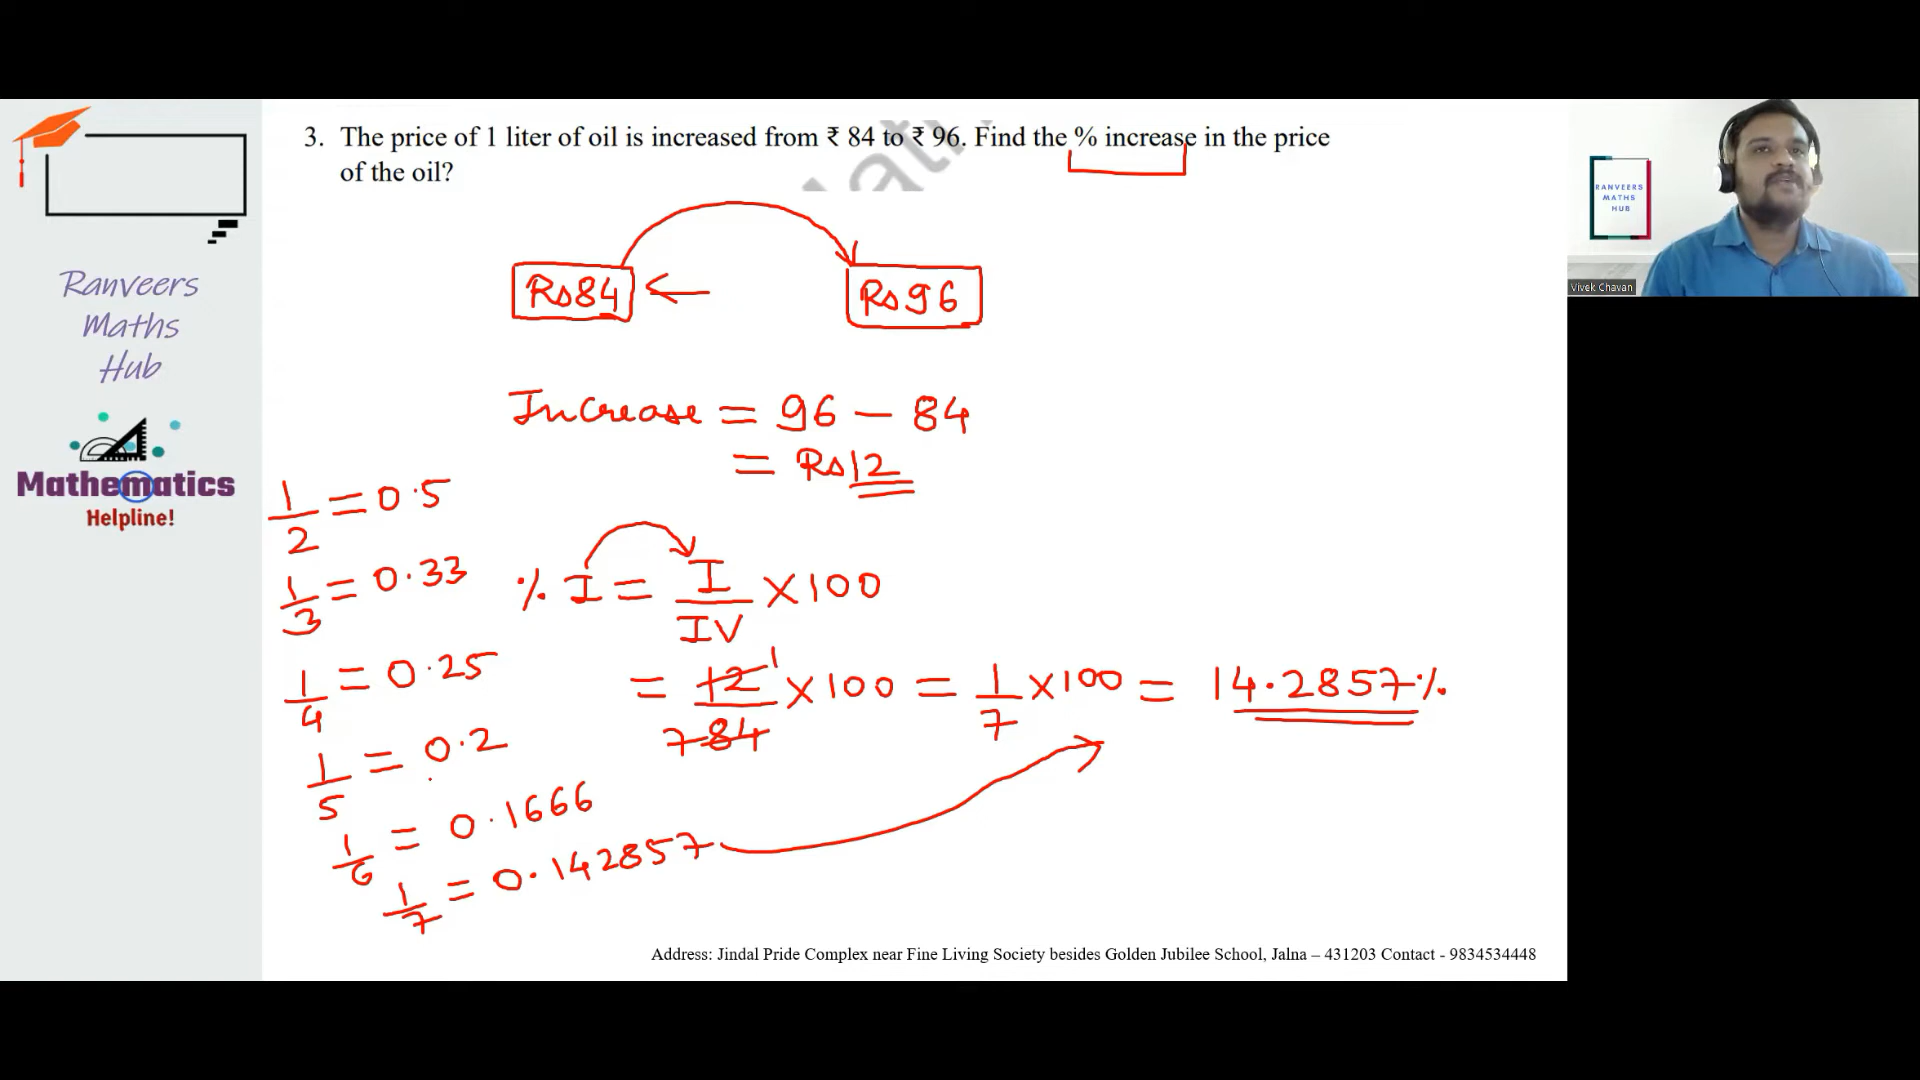 3. The price of 1 liter of oil is increased from ₹ 84 to ₹ 96. Find the % increase in the price
of the oil?
Ranveers
Maths
Hub
Mathematics
Helpline!
RANVEERS
MATHS
HUB
Vivek Chavan
Rs84
Rs96
Increase = 96 - 84
= Rs12
% I = I/IV × 100
= 12/84 1/7 × 100 = 1/7 × 100 = 14.2857%
1/2 = 0.5
1/3 = 0.33
1/4 = 0.25
1/5 = 0.2
1/6 = 0.1666
1/7 = 0.142857
Address: Jindal Pride Complex near Fine Living Society besides Golden Jubilee School, Jalna – 431203 Contact - 9834534448